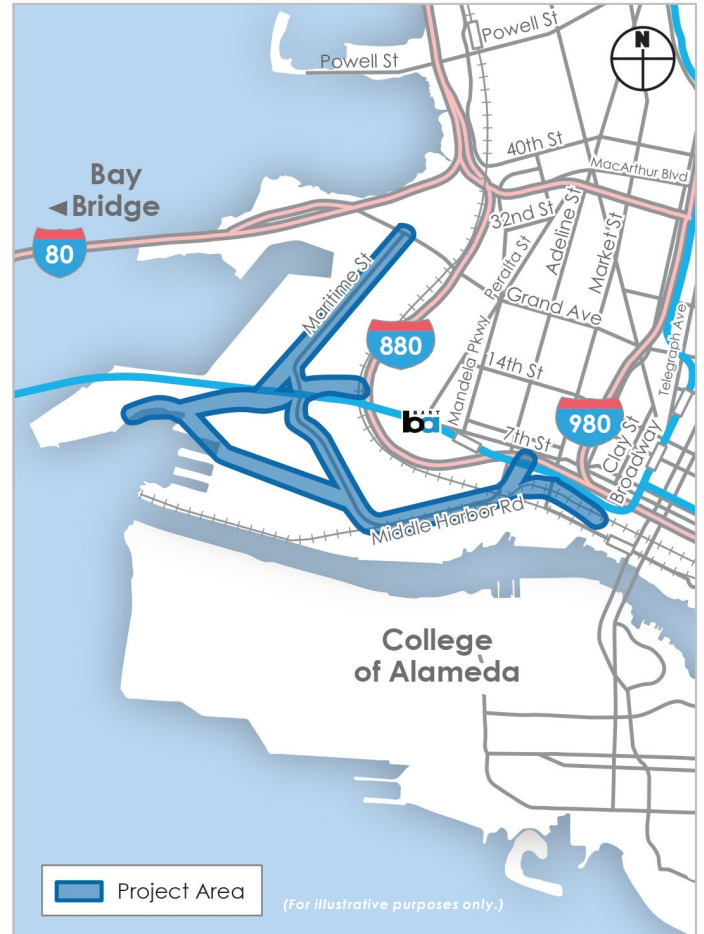 Powell St
Powell St
N
40th St
MacArthur Blvd
Bay
Bridge
80
32nd St
Adeline St
Market St
Peralta St
Maritime St
Grand Ave
880
Telegraph Ave
14th St
Mandela Pkwy
BART
ba
980
7th St
Clay St
Broadway
Middle Harbor Rd
College
of Alameda
Project Area
(For illustrative purposes only.)